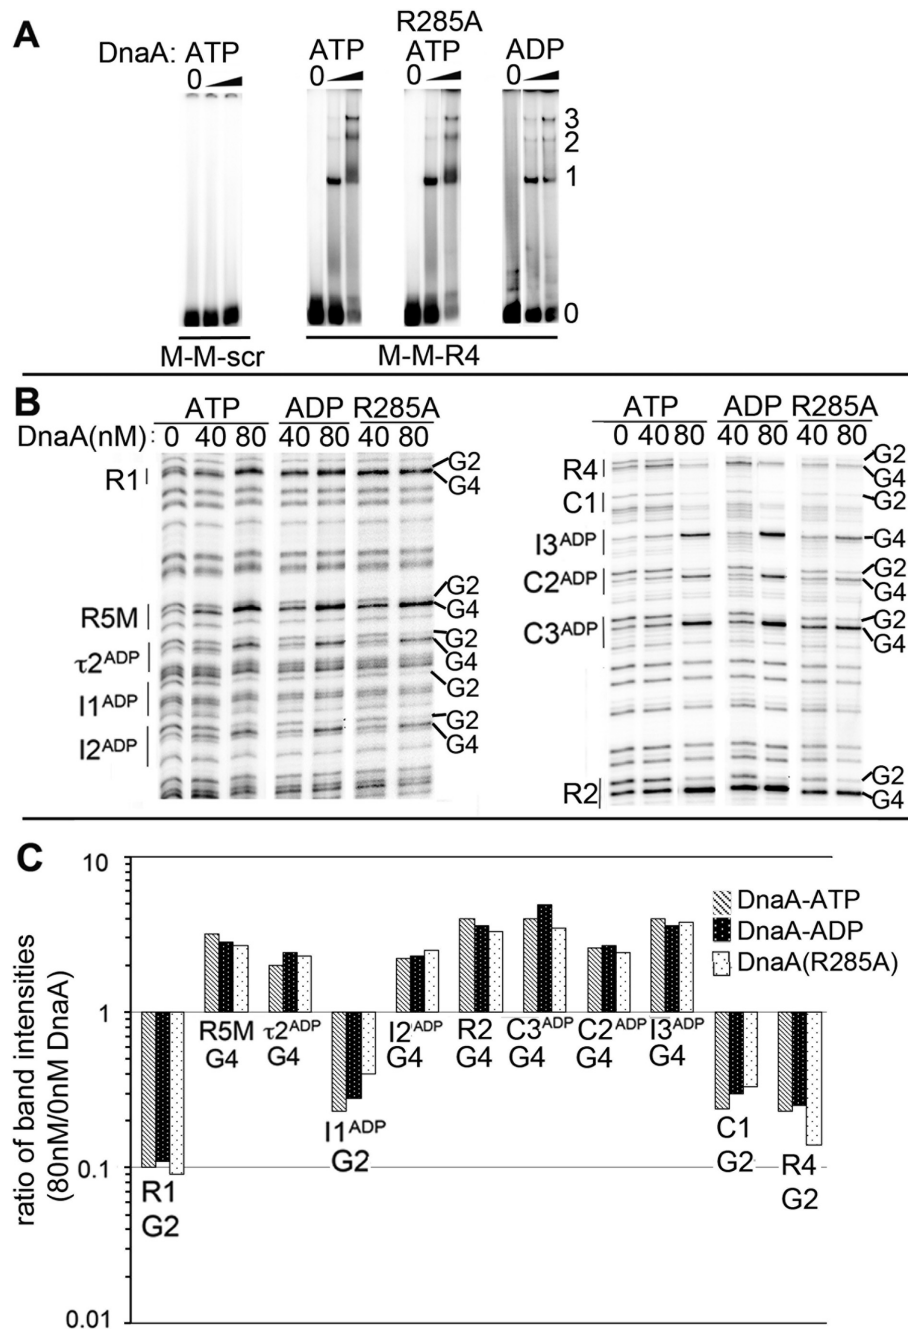 A
DnaA: ATP
0
ATP
0
R285A
ATP
0
ADP
0
3
2
1
0
M-M-scr
M-M-R4
B
ATP ADP R285A
DnaA(nM): 0 40 80 40 80 40 80
R1
R5M
τ2ADP
I1ADP
I2ADP
G2
G4
G2
G4
G2
G4
G2
G2
G4
ATP ADP R285A
0 40 80 40 80 40 80
R4
C1
I3ADP
C2ADP
C3ADP
R2
G2
G4
G2
G4
G2
G4
G2
G4
G2
G4
C
ratio of band intensities
(80nM/0nM DnaA)
10
1
0.1
0.01
DnaA-ATP
DnaA-ADP
DnaA(R285A)
R1
G2
R5M
G4
τ2ADP
G4
I1ADP
G2
I2ADP
G4
R2
G4
C3ADP
G4
C2ADP
G4
I3ADP
G4
C1
G2
R4
G2